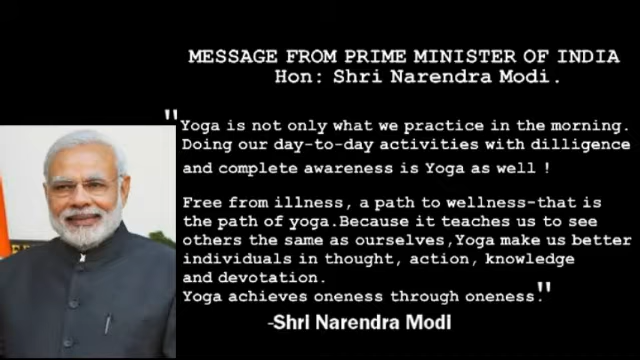 MESSAGE FROM PRIME MINISTER OF INDIA
Hon: Shri Narendra Modi.
"Yoga is not only what we practice in the morning.
Doing our day-to-day activities with dilligence
and complete awareness is Yoga as well !
Free from illness, a path to wellness-that is
the path of yoga.Because it teaches us to see
others the same as ourselves,Yoga make us better
individuals in thought, action, knowledge
and devotation.
Yoga achieves oneness through oneness."
-Shri Narendra Modi